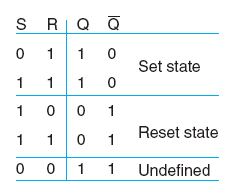 S R Q Q̅
0 1 1 0
Set state
1 1 1 0
1 0 0 1
1 1 0 1 Reset state
0 0 1 1 Undefined